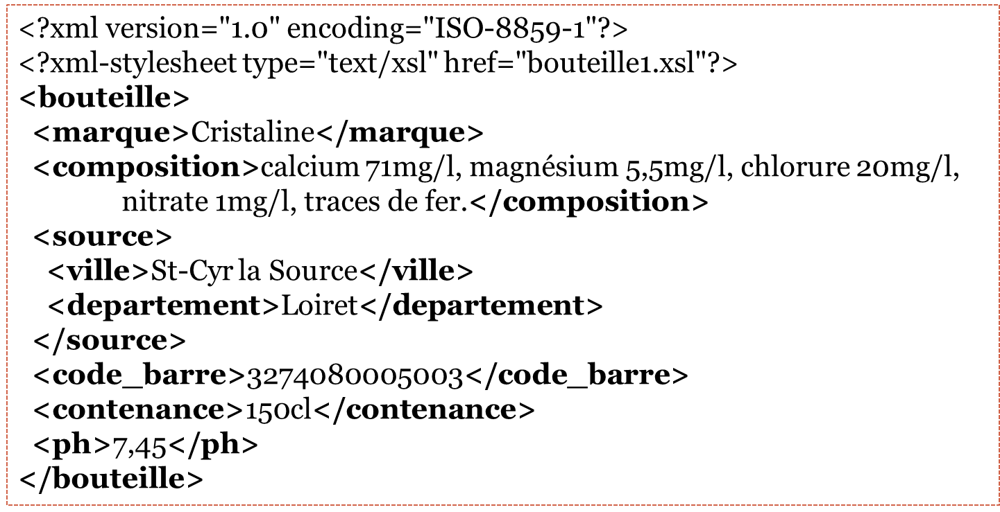 <?xml version="1.0" encoding="ISO-8859-1"?>
<?xml-stylesheet type="text/xsl" href="bouteille1.xsl"?>
<bouteille>
<marque>Cristaline</marque>
<composition>calcium 71mg/l, magnésium 5,5mg/l, chlorure 20mg/l,
nitrate 1mg/l, traces de fer.</composition>
<source>
<ville>St-Cyr la Source</ville>
<departement>Loiret</departement>
</source>
<code_barre>3274080005003</code_barre>
<contenance>150cl</contenance>
<ph>7,45</ph>
</bouteille>